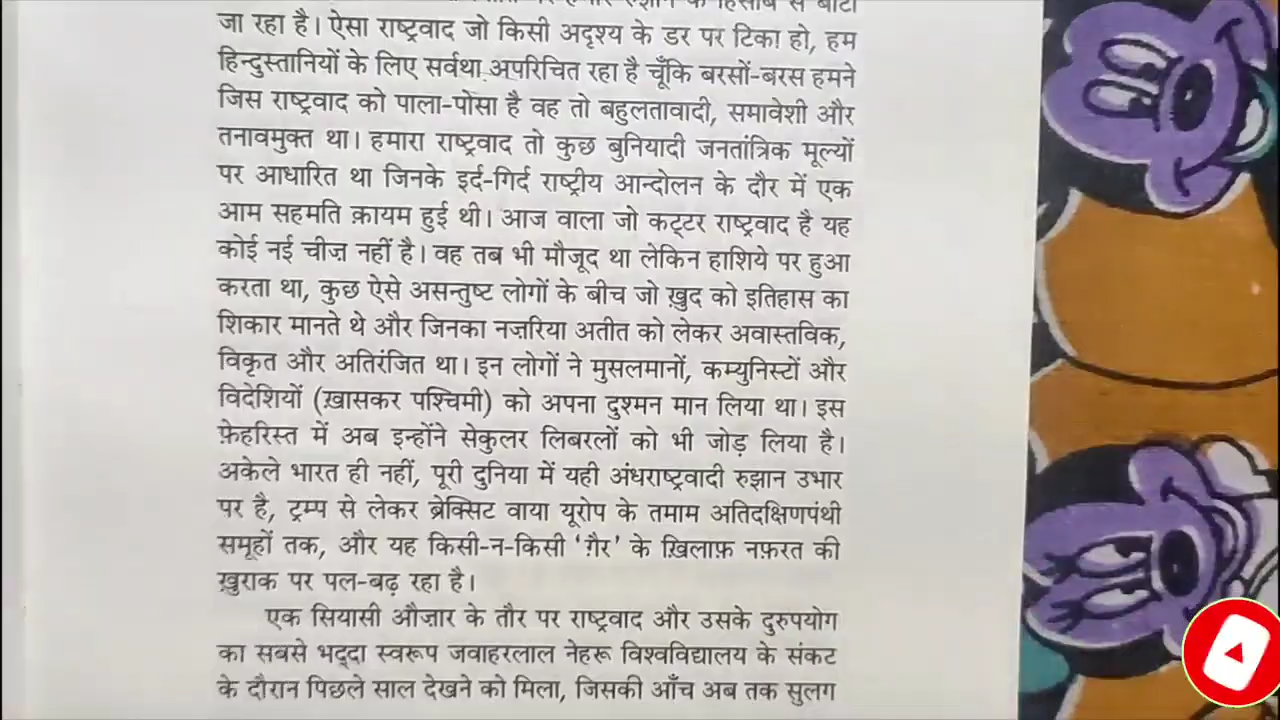 के हिसाब से बाँटा
जा रहा है। ऐसा राष्ट्रवाद जो किसी अदृश्य के डर पर टिका हो, हम
हिन्दुस्तानियों के लिए सर्वथा अपरिचित रहा है चूँकि बरसों-बरस हमने
जिस राष्ट्रवाद को पाला-पोसा है वह तो बहुलतावादी, समावेशी और
तनावमुक्त था। हमारा राष्ट्रवाद तो कुछ बुनियादी जनतांत्रिक मूल्यों
पर आधारित था जिनके इर्द-गिर्द राष्ट्रीय आन्दोलन के दौर में एक
आम सहमति क़ायम हुई थी। आज वाला जो कट्टर राष्ट्रवाद है यह
कोई नई चीज़ नहीं है। वह तब भी मौजूद था लेकिन हाशिये पर हुआ
करता था, कुछ ऐसे असन्तुष्ट लोगों के बीच जो ख़ुद को इतिहास का
शिकार मानते थे और जिनका नज़रिया अतीत को लेकर अवास्तविक,
विकृत और अतिरंजित था। इन लोगों ने मुसलमानों, कम्युनिस्टों और
विदेशियों (ख़ासकर पश्चिमी) को अपना दुश्मन मान लिया था। इस
फ़ेहरिस्त में अब इन्होंने सेकुलर लिबरलों को भी जोड़ लिया है।
अकेले भारत ही नहीं, पूरी दुनिया में यही अंधराष्ट्रवादी रुझान उभार
पर है, ट्रम्प से लेकर ब्रेक्सिट वाया यूरोप के तमाम अतिदक्षिणपंथी
समूहों तक, और यह किसी-न-किसी ‘ग़ैर’ के ख़िलाफ़ नफ़रत की
ख़ुराक पर पल-बढ़ रहा है।
एक सियासी औज़ार के तौर पर राष्ट्रवाद और उसके दुरुपयोग
का सबसे भद्दा स्वरूप जवाहरलाल नेहरू विश्वविद्यालय के संकट
के दौरान पिछले साल देखने को मिला, जिसकी आँच अब तक सुलग